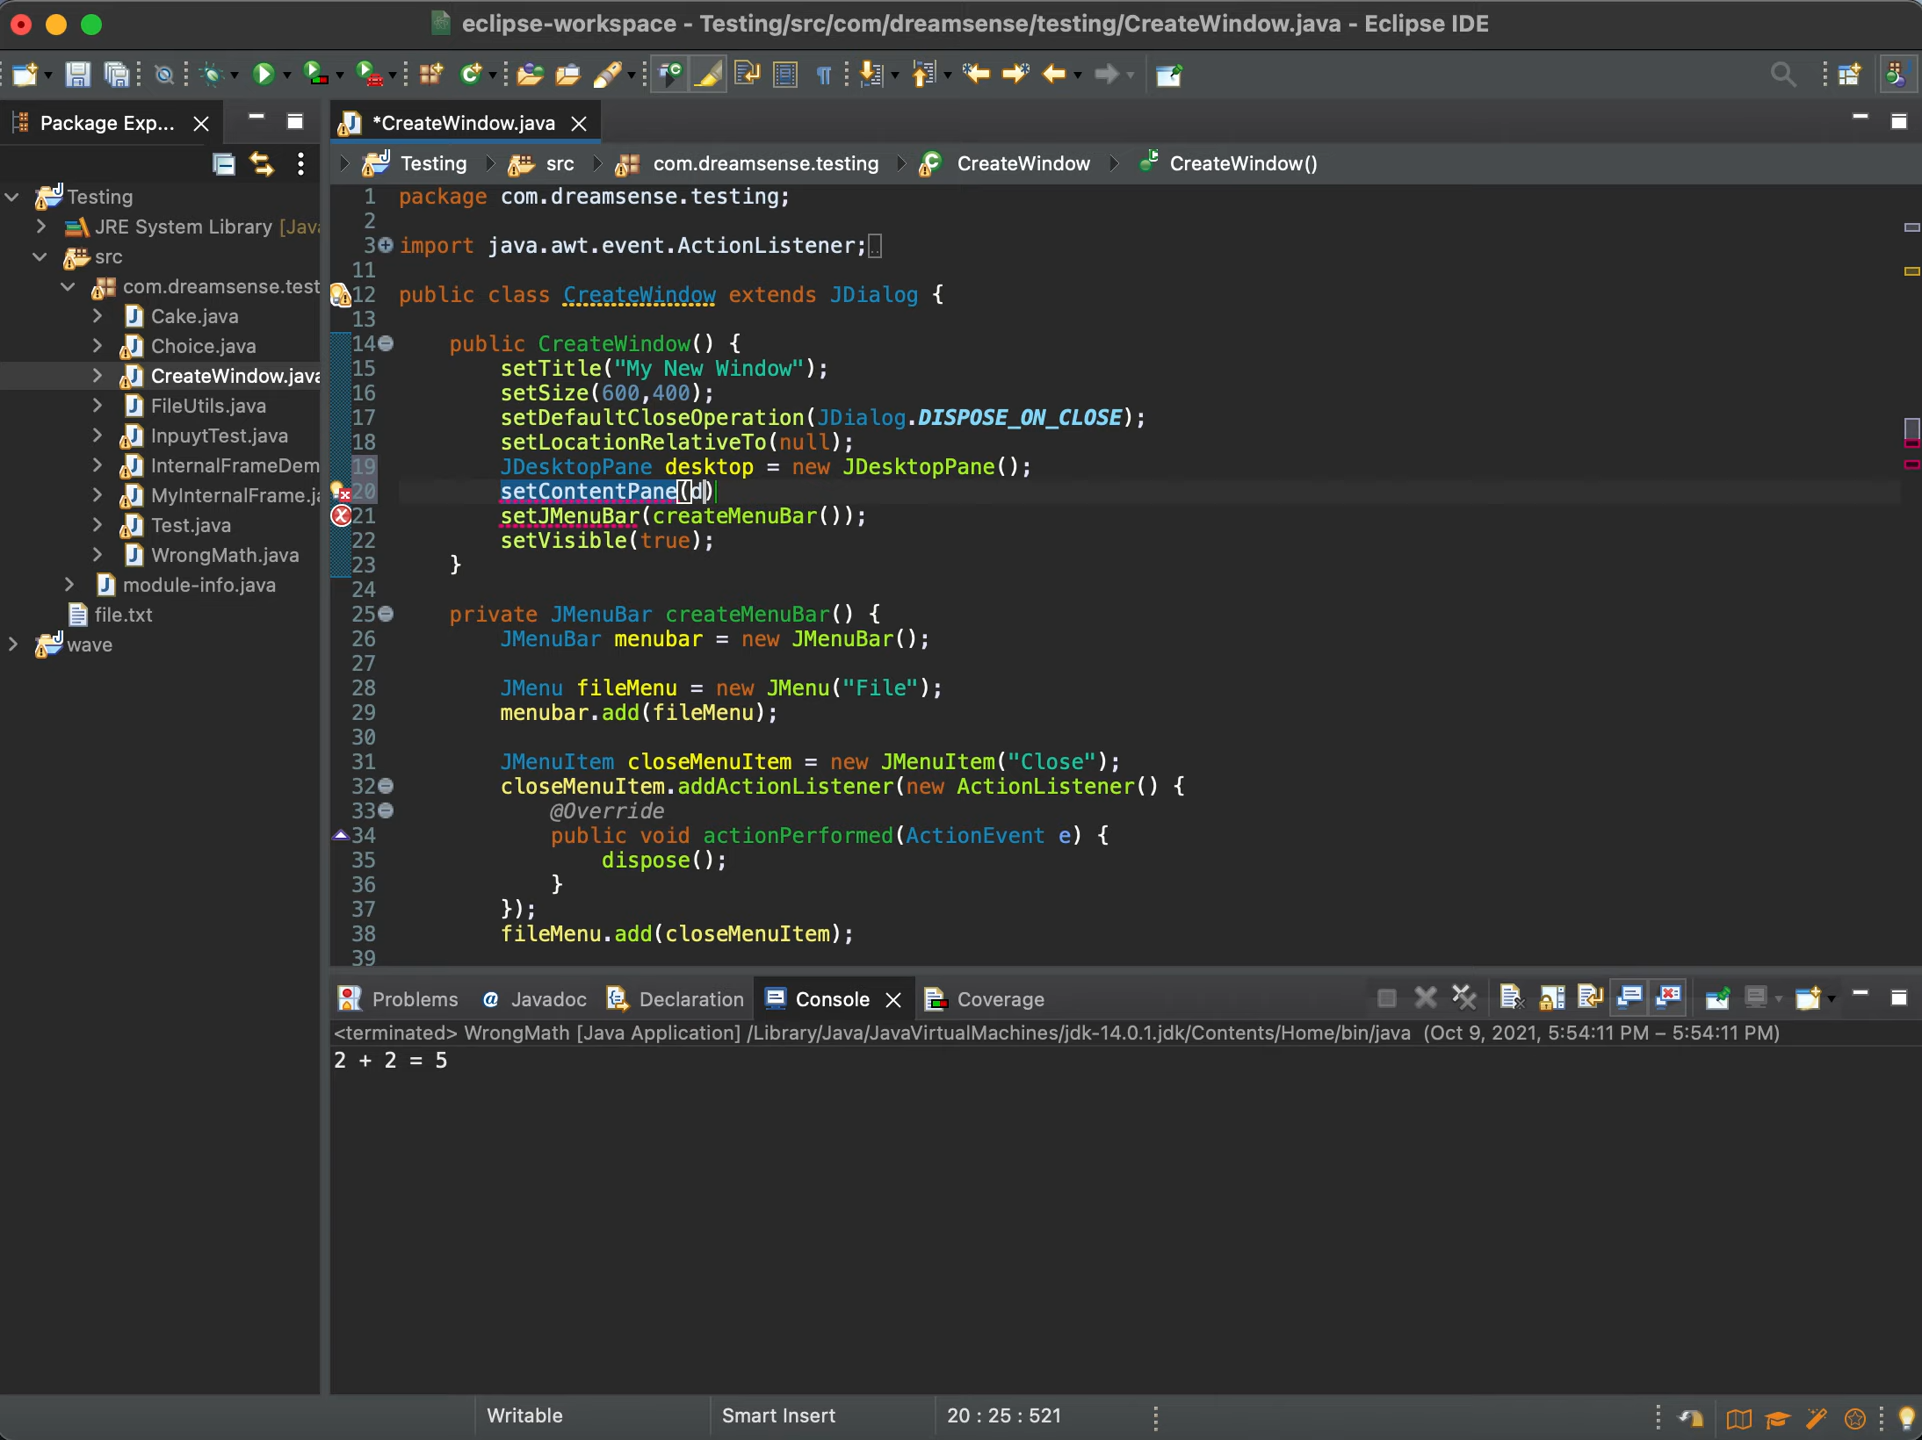 eclipse-workspace - Testing/src/com/dreamsense/testing/CreateWindow.java - Eclipse IDE
Package Exp...
*CreateWindow.java
Testing
src
com.dreamsense.testing
CreateWindow
CreateWindow()
Testing
JRE System Library [Java
src
com.dreamsense.test
Cake.java
Choice.java
CreateWindow.java
FileUtils.java
InpuytTest.java
InternalFrameDem
MyInternalFrame.ja
Test.java
WrongMath.java
module-info.java
file.txt
wave
1 package com.dreamsense.testing;
2
3 import java.awt.event.ActionListener;
11
12 public class CreateWindow extends JDialog {
13
14 public CreateWindow() {
15 setTitle("My New Window");
16 setSize(600,400);
17 setDefaultCloseOperation(JDialog.DISPOSE_ON_CLOSE);
18 setLocationRelativeTo(null);
19 JDesktopPane desktop = new JDesktopPane();
20 setContentPane(d)
21 setJMenuBar(createMenuBar());
22 setVisible(true);
23 }
24
25 private JMenuBar createMenuBar() {
26 JMenuBar menubar = new JMenuBar();
27
28 JMenu fileMenu = new JMenu("File");
29 menubar.add(fileMenu);
30
31 JMenuItem closeMenuItem = new JMenuItem("Close");
32 closeMenuItem.addActionListener(new ActionListener() {
33 @Override
34 public void actionPerformed(ActionEvent e) {
35 dispose();
36 }
37 });
38 fileMenu.add(closeMenuItem);
39
Problems
@ Javadoc
Declaration
Console
Coverage
<terminated> WrongMath [Java Application] /Library/Java/JavaVirtualMachines/jdk-14.0.1.jdk/Contents/Home/bin/java (Oct 9, 2021, 5:54:11 PM – 5:54:11 PM)
2 + 2 = 5
Writable
Smart Insert
20 : 25 : 521